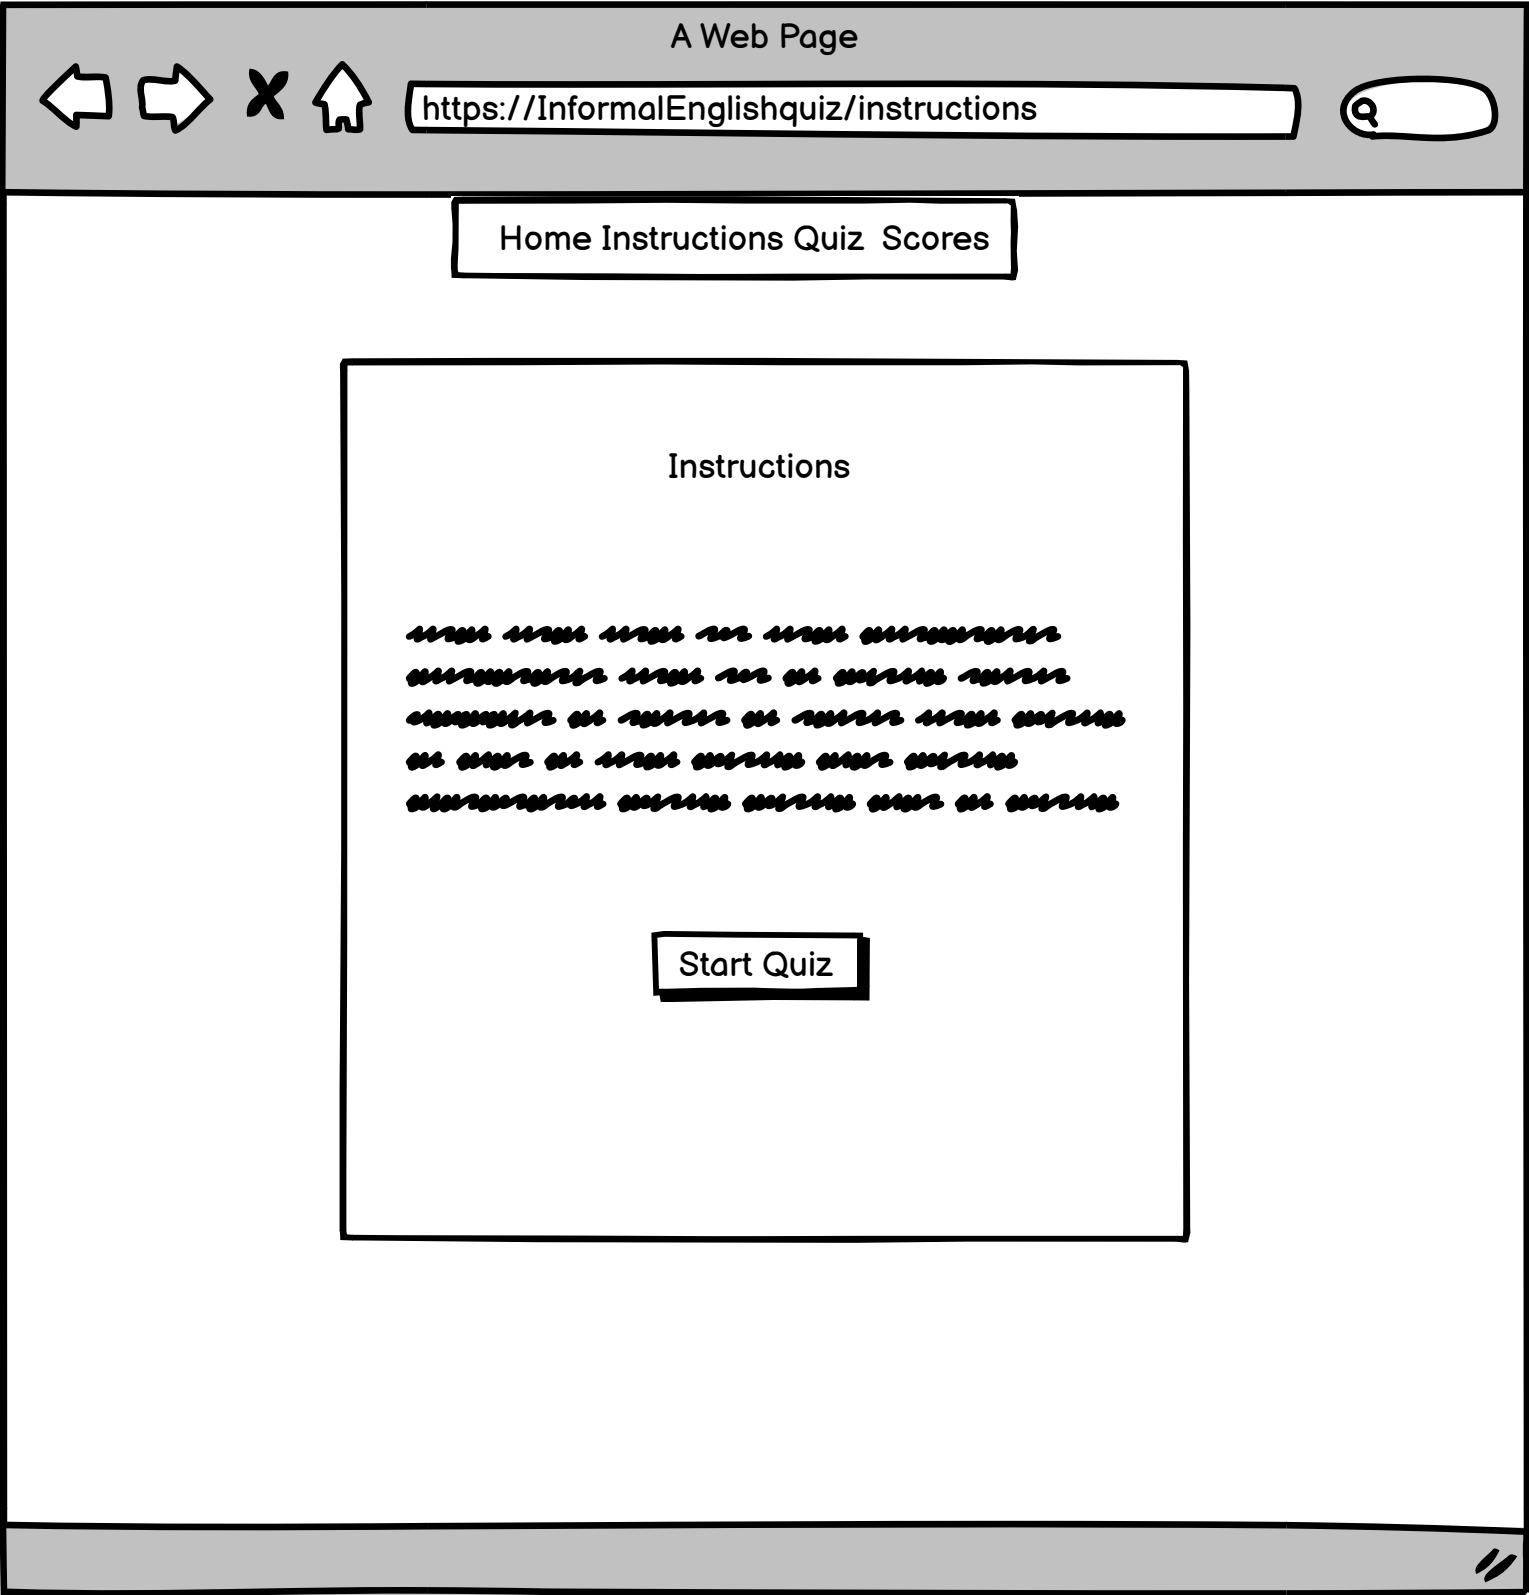 A Web Page
https://InformalEnglishquiz/instructions
Home Instructions Quiz Scores
Instructions
Start Quiz